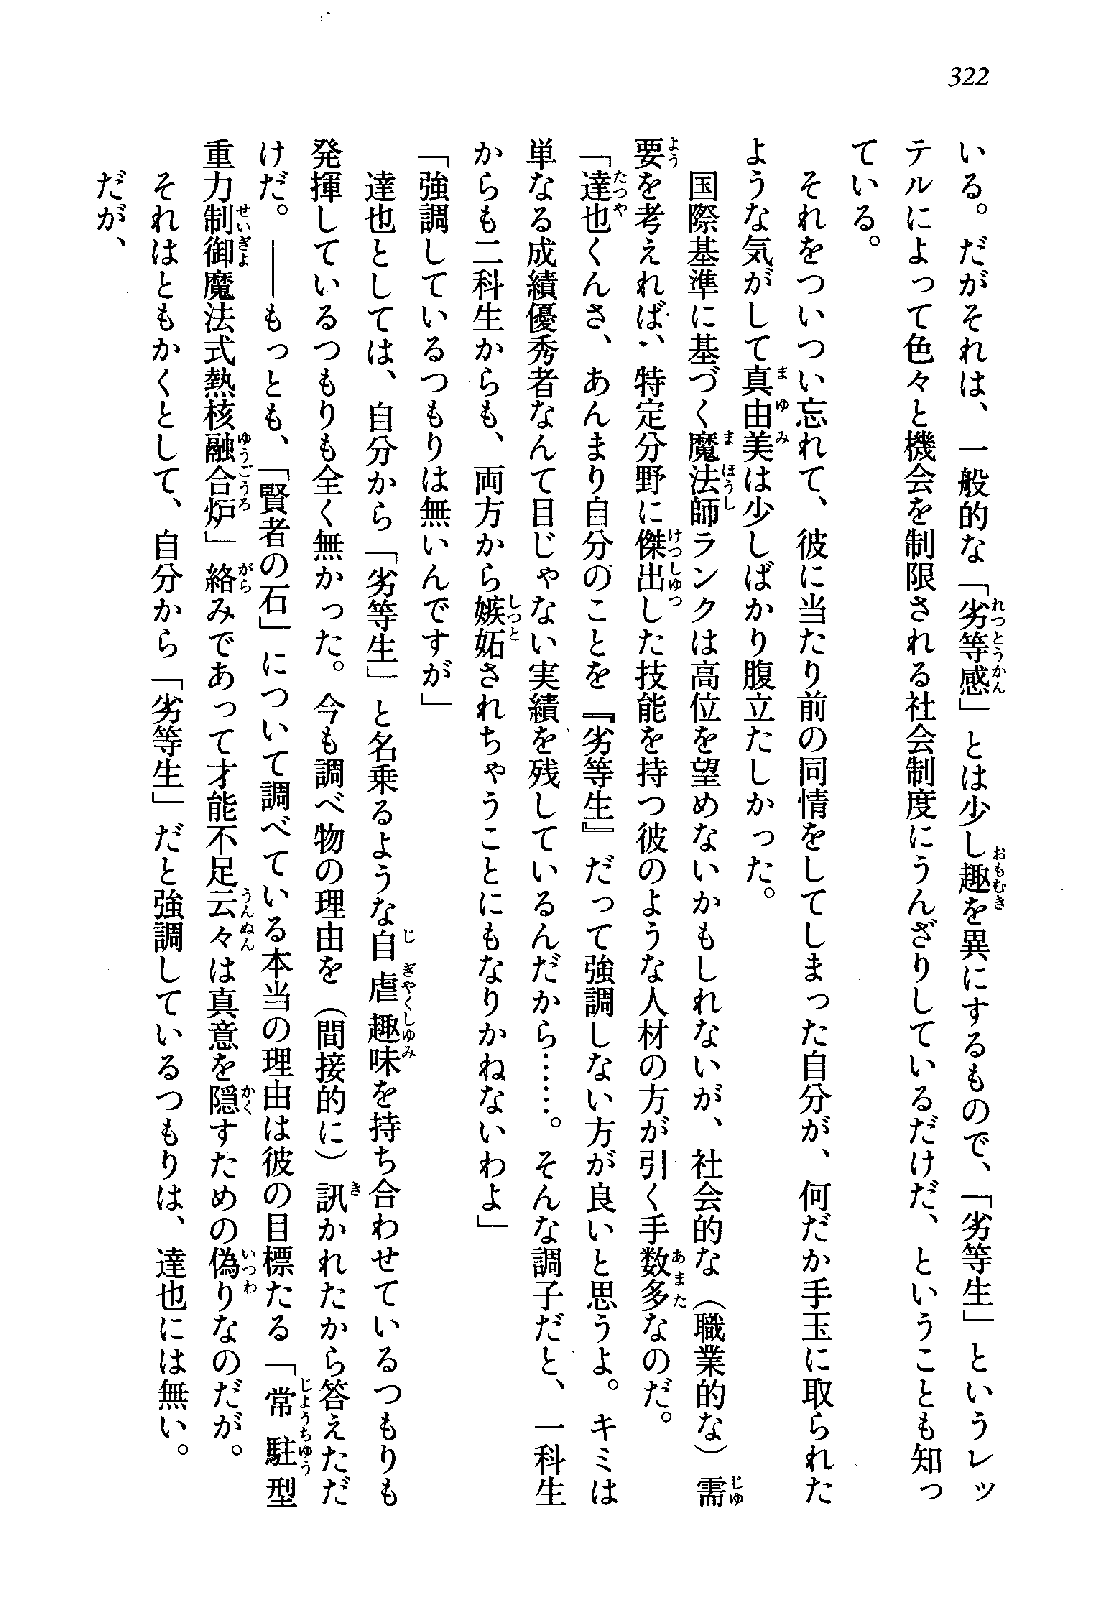 322
いる。だがそれは、一般的な「劣等感」とは少し趣を異にするもので、「劣等生」というレッ
テルによって色々と機会を制限される社会制度にうんざりしているだけだ、ということも知っ
ている。
それをついつい忘れて、彼に当たり前の同情をしてしまった自分が、何だか手玉に取られた
ような気がして真由美は少しばかり腹立たしかった。
国際基準に基づく魔法師ランクは高位を望めないかもしれないが、社会的な（職業的な）需
要を考えれば、特定分野に傑出した技能を持つ彼のような人材の方が引く手数多なのだ。
「達也くんさ、あんまり自分のことを『劣等生』だって強調しない方が良いと思うよ。キミは
単なる成績優秀者なんて目じゃない実績を残しているんだから……。そんな調子だと、一科生
からも二科生からも、両方から嫉妬されちゃうことにもなりかねないわよ」
「強調しているつもりは無いんですが」
達也としては、自分から「劣等生」と名乗るような自虐趣味を持ち合わせているつもりも
発揮しているつもりも全く無かった。今も調べ物の理由を（間接的に）訊かれたから答えただ
けだ。――もっとも、「賢者の石」について調べている本当の理由は彼の目標たる「常駐型
重力制御魔法式熱核融合炉」絡みであって才能不足云々は真意を隠すための偽りなのだが。
それはともかくとして、自分から「劣等生」だと強調しているつもりは、達也には無い。
だが、